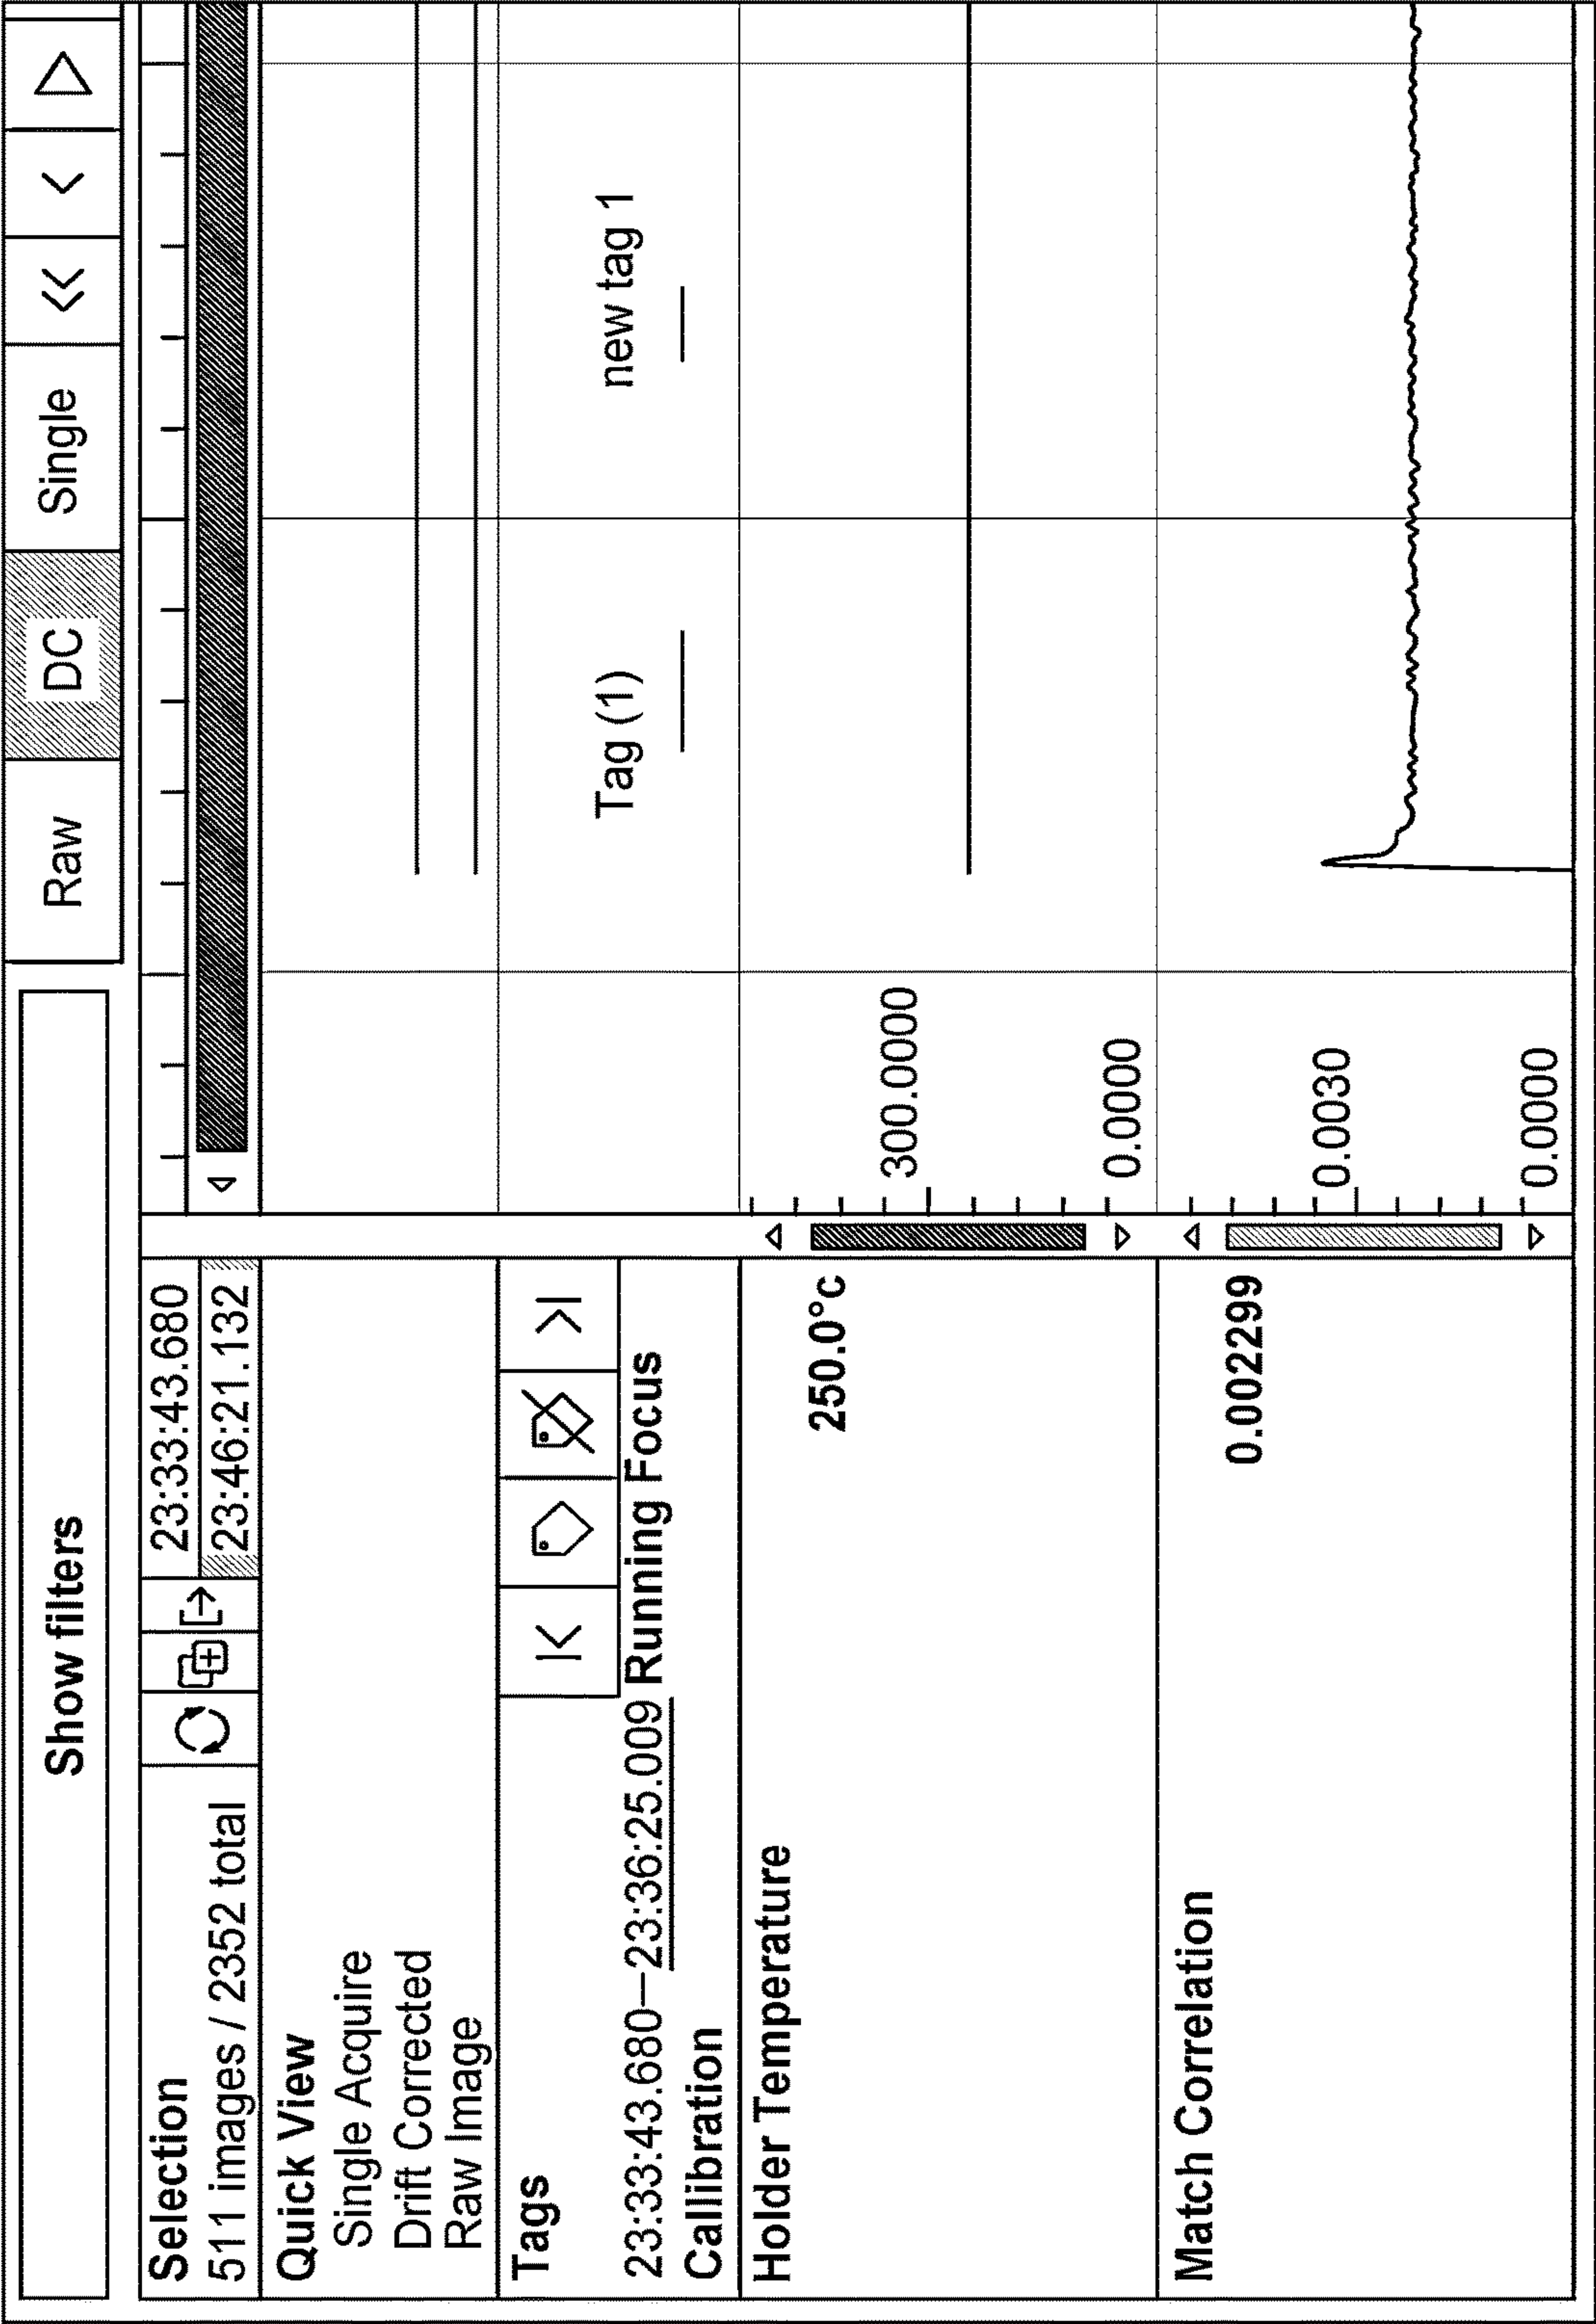 Show filters
Raw
DC
Single
Selection
23:33:43.680
511 images / 2352 total
23:46:21.132
Quick View
Single Acquire
Drift Corrected
Raw Image
Tags
Tag (1)
new tag 1
23:33:43.680—23:36:25.009 Running Focus
Callibration
Holder Temperature
250.0°c
300.0000
0.0000
Match Correlation
0.002299
0.0030
0.0000